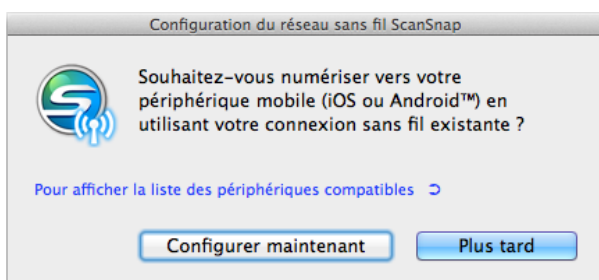 Configuration du réseau sans fil ScanSnap
Souhaitez-vous numériser vers votre
périphérique mobile (iOS ou Android™) en
utilisant votre connexion sans fil existante ?
Pour afficher la liste des périphériques compatibles
Configurer maintenant
Plus tard